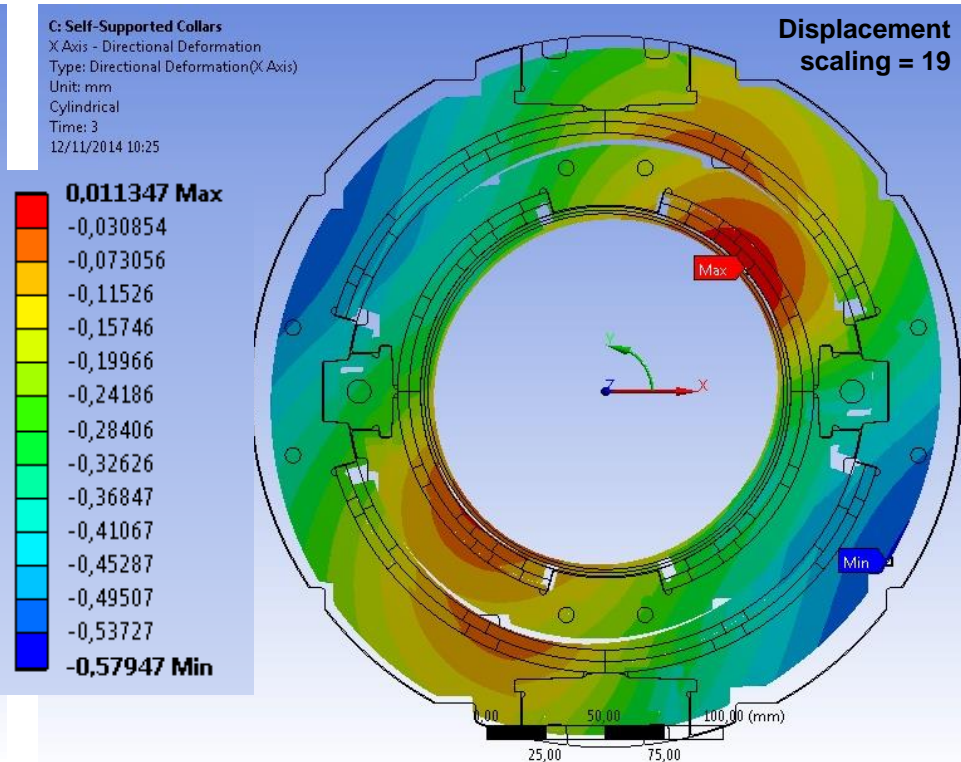 C: Self-Supported Collars
X Axis - Directional Deformation
Type: Directional Deformation(X Axis)
Unit: mm
Cylindrical
Time: 3
12/11/2014 10:25
Displacement
scaling = 19
0,011347 Max
-0,030854
-0,073056
-0,11526
-0,15746
-0,19966
-0,24186
-0,28406
-0,32626
-0,36847
-0,41067
-0,45287
-0,49507
-0,53727
-0,57947 Min
Max
Y
Z
X
Min
0,00 50,00 100,00 (mm)
25,00 75,00